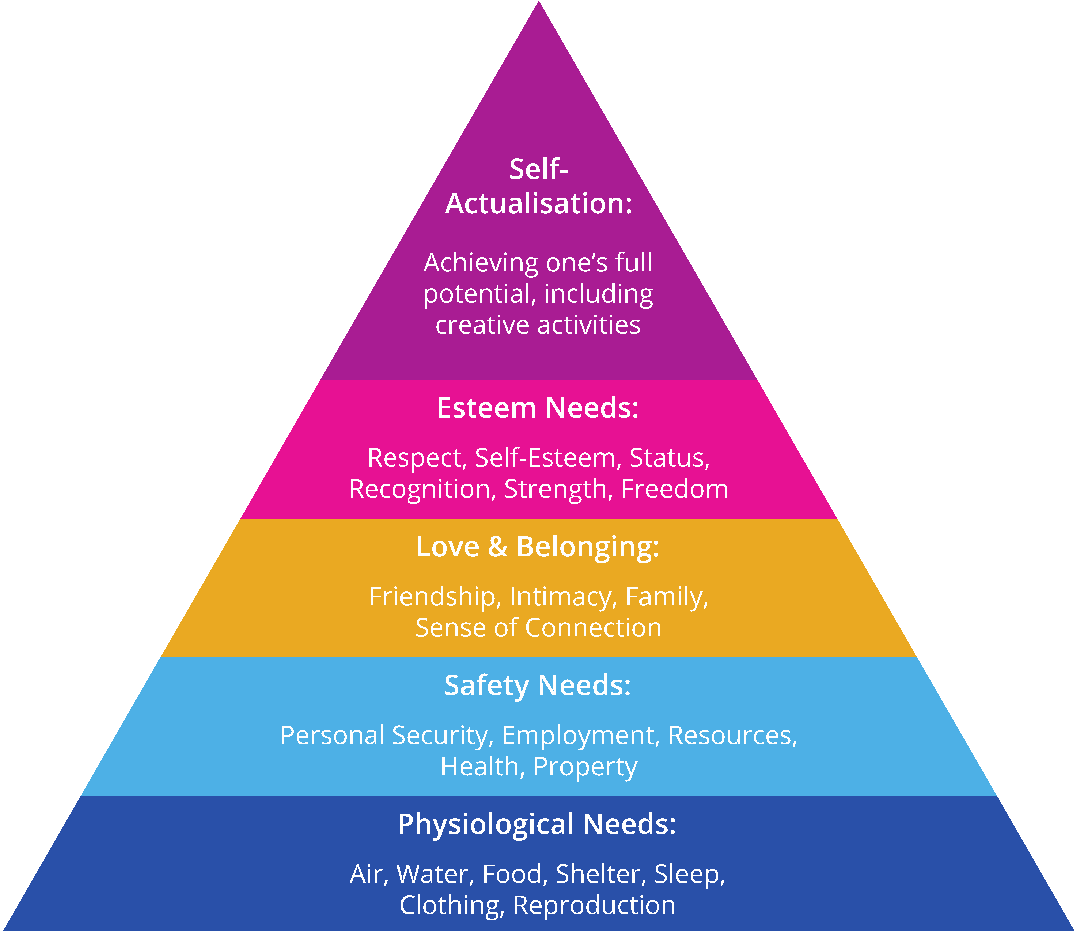 Self-
Actualisation:
Achieving one‘s full
potential, including
creative activities
Esteem Needs:
Respect, Self-Esteem, Status,
Recognition, Strength, Freedom
Love & Belonging:
Friendship, Intimacy, Family,
Sense of Connection
Safety Needs:
Personal Security, Employment, Resources,
Health, Property
Physiological Needs:
Air, Water, Food, Shelter, Sleep,
Clothing, Reproduction